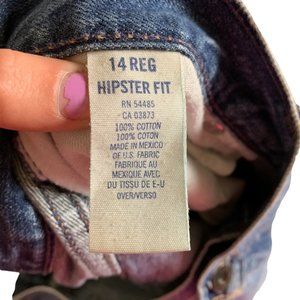 14 REG
HIPSTER FIT
RN 54485
CA 03873
100% COTTON
100% COTON
MADE IN MEXICO
OF U.S. FABRIC
FABRIQUE AU
MEXIQUE AVEC
DU TISSU DE E-U
OVER/VERSO